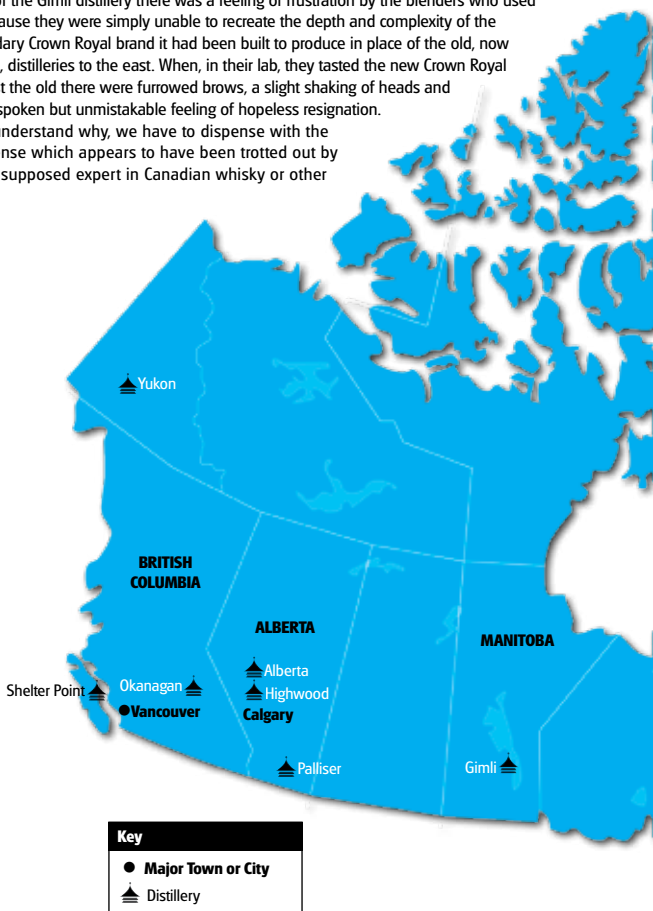 of the Gimli distillery there was a feeling of frustration by the blenders who used
cause they were simply unable to recreate the depth and complexity of the
dary Crown Royal brand it had been built to produce in place of the old, now
, distilleries to the east. When, in their lab, they tasted the new Crown Royal
t the old there were furrowed brows, a slight shaking of heads and
spoken but unmistakable feeling of hopeless resignation.
understand why, we have to dispense with the
nse which appears to have been trotted out by
supposed expert in Canadian whisky or other
Yukon
BRITISH
COLUMBIA
ALBERTA
MANITOBA
Alberta
Shelter Point
Okanagan
Highwood
Vancouver
Calgary
Palliser
Gimli
Key
Major Town or City
Distillery